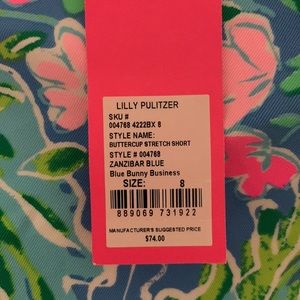 LILLY PULITZER
SKU #
004768 4222BX 8
STYLE NAME:
BUTTERCUP STRETCH SHORT
STYLE # 004768
ZANZIBAR BLUE
Blue Bunny Business
SIZE: 8
889069 731922
MANUFACTURER'S SUGGESTED PRICE
$74.00